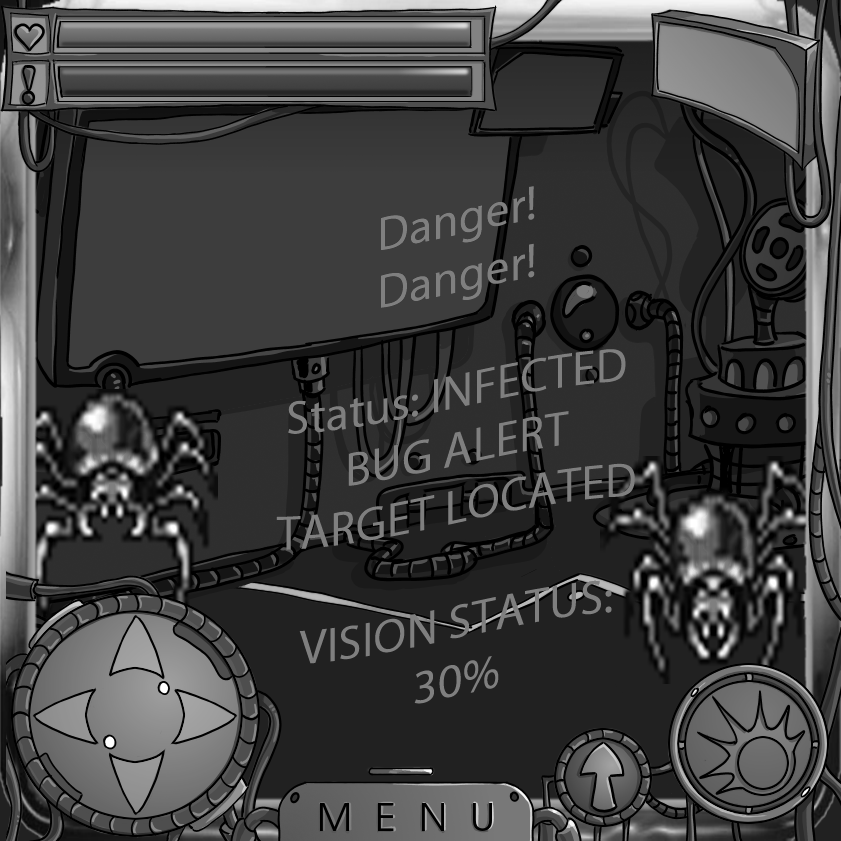 Danger!
Danger!
Status: INFECTED
BUG ALERT
TARGET LOCATED
VISION STATUS:
30%
MENU